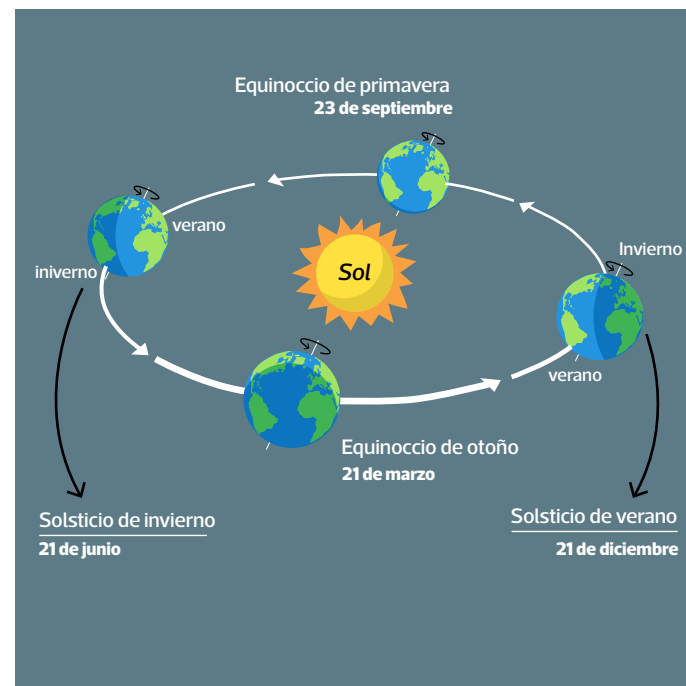 Equinoccio de primavera
23 de septiembre
verano
iniverno
Sol
Invierno
verano
Equinoccio de otoño
21 de marzo
Solsticio de invierno
21 de junio
Solsticio de verano
21 de diciembre